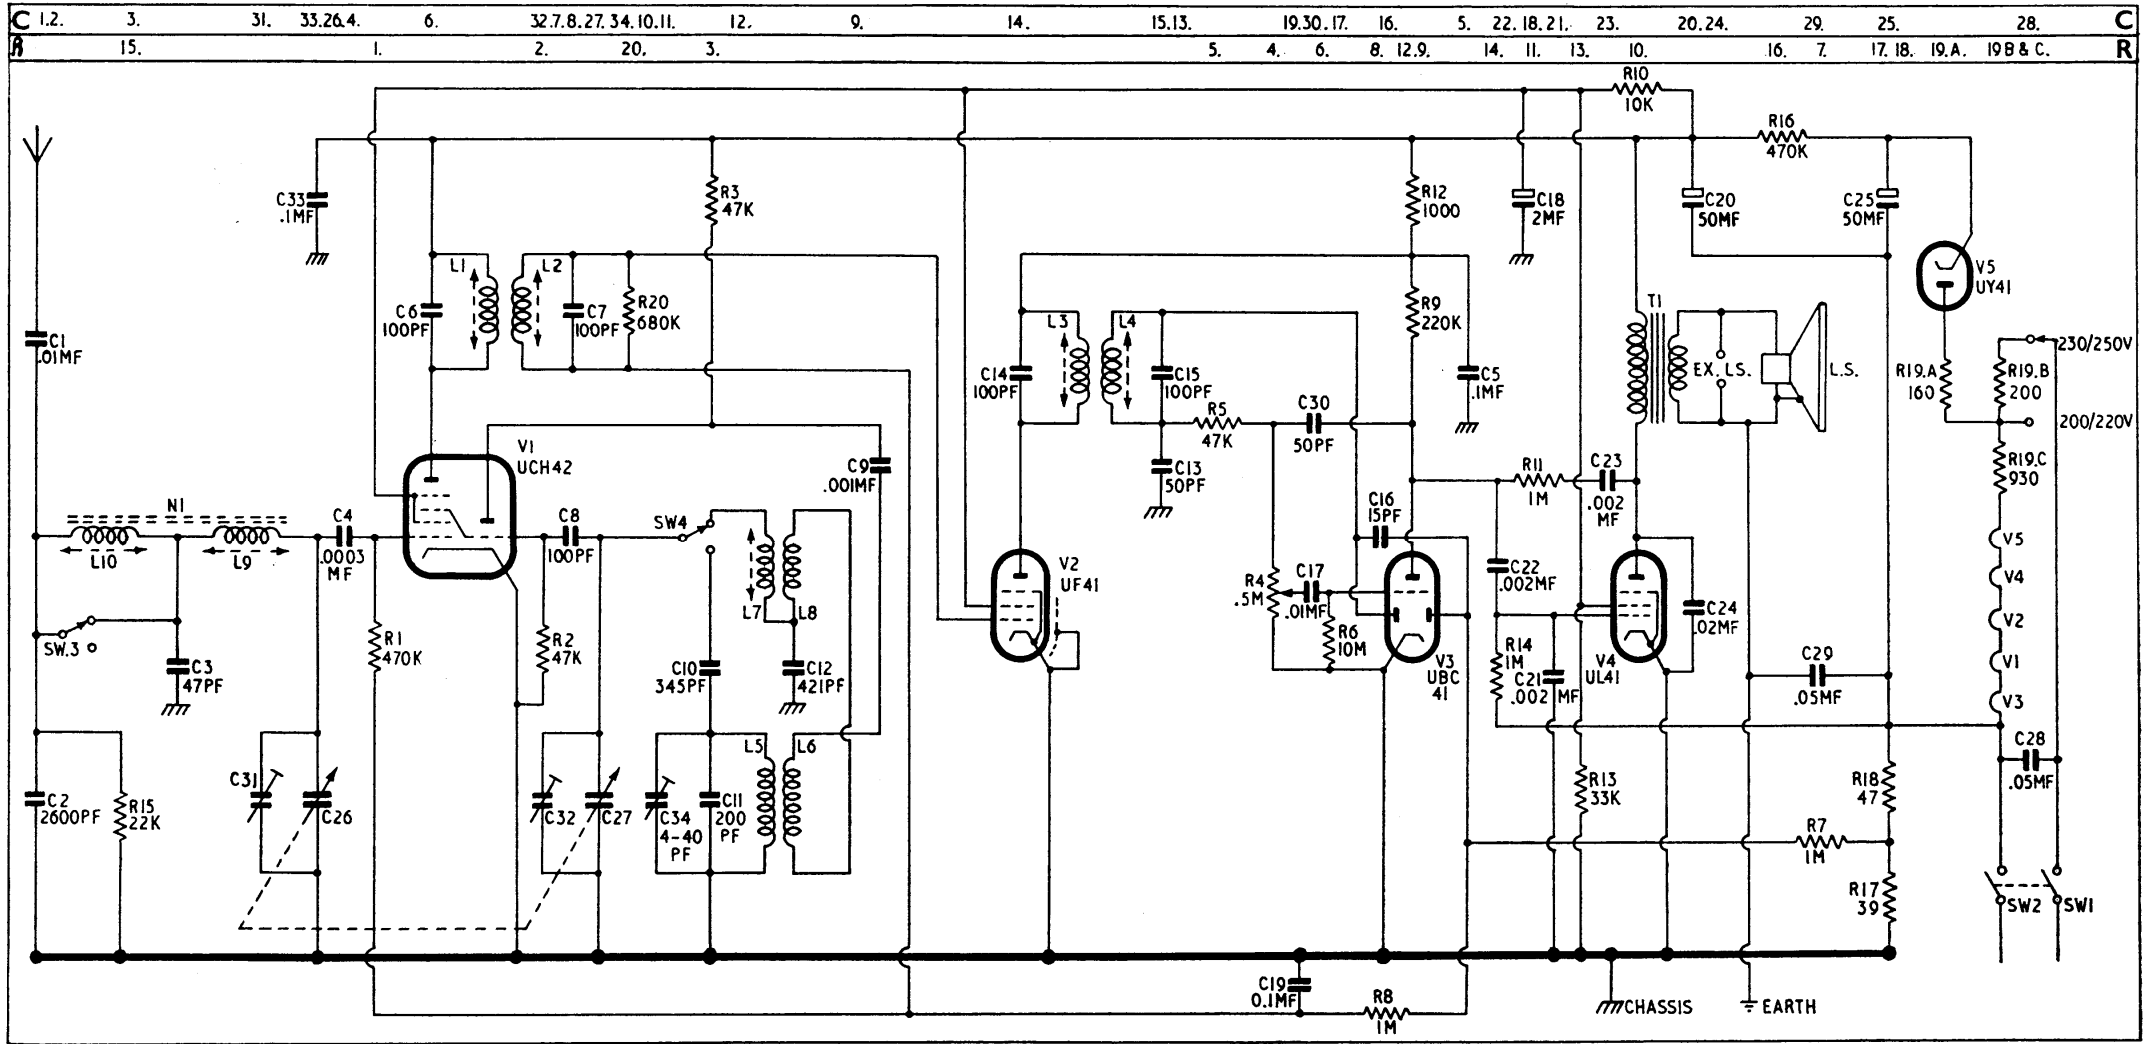 C 1.2. 3. 31. 33.26.4. 6. 32.7.8.27. 34.10.11. 12. 9. 14. 15.13. 19.30.17. 16. 5. 22.18.21. 23. 20.24. 29. 25. 28. C
R 15. 1. 2. 20. 3. 5. 4. 6. 8. 12.9. 14. 11. 13. 10. 16. 7. 17.18. 19.A. 19B & C. R
R10
10K
R16
470K
C33
.1MF
R3
47K
R12
1000
C18
2MF
C20
50MF
C25
50MF
L1
L2
C6
100PF
C7
100PF
R20
680K
V5
UY41
C1
.01MF
L3
L4
R9
220K
T1
C14
100PF
C15
100PF
C5
.1MF
EX. LS.
L.S.
R19.A
160
R19.B
200
230/250V
200/220V
R5
47K
C30
50PF
V1
UCH42
C9
.001MF
C13
50PF
R11
1M
C23
.002
MF
R19.C
930
N1
C4
.0003
MF
C8
100PF
SW4
C16
15PF
L10
L9
V5
V4
V2
V1
V3
V2
UF41
R4
.5M
C17
.01MF
C22
.002MF
L7
L8
C24
.02MF
SW.3
C3
47PF
R1
470K
R2
47K
C10
345PF
C12
421PF
R6
10M
V3
UBC
41
R14
1M
C21
.002 MF
V4
UL41
C29
.05MF
L5
L6
C28
.05MF
C2
2600PF
R15
22K
C31
C26
C32
C27
C34
4-40
PF
C11
200
PF
R13
33K
R18
47
R7
1M
R17
39
SW2
SW1
C19
0.1MF
R8
1M
CHASSIS
EARTH